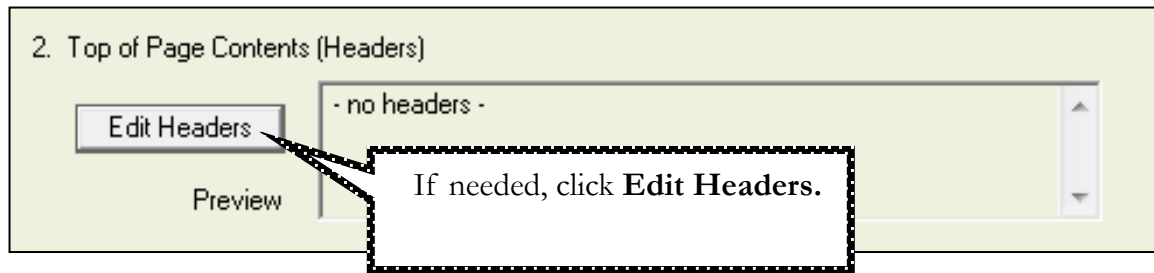 2. Top of Page Contents (Headers)
- no headers -
Edit Headers
If needed, click Edit Headers.
Preview